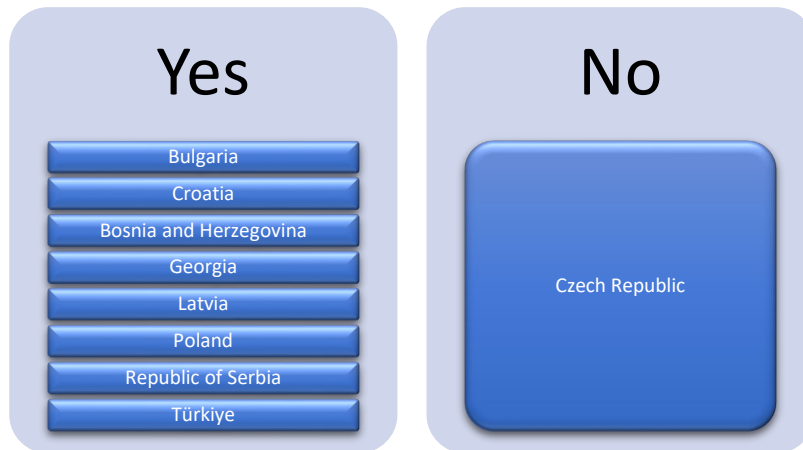 Yes
Bulgaria
Croatia
Bosnia and Herzegovina
Georgia
Latvia
Poland
Republic of Serbia
Türkiye
No
Czech Republic